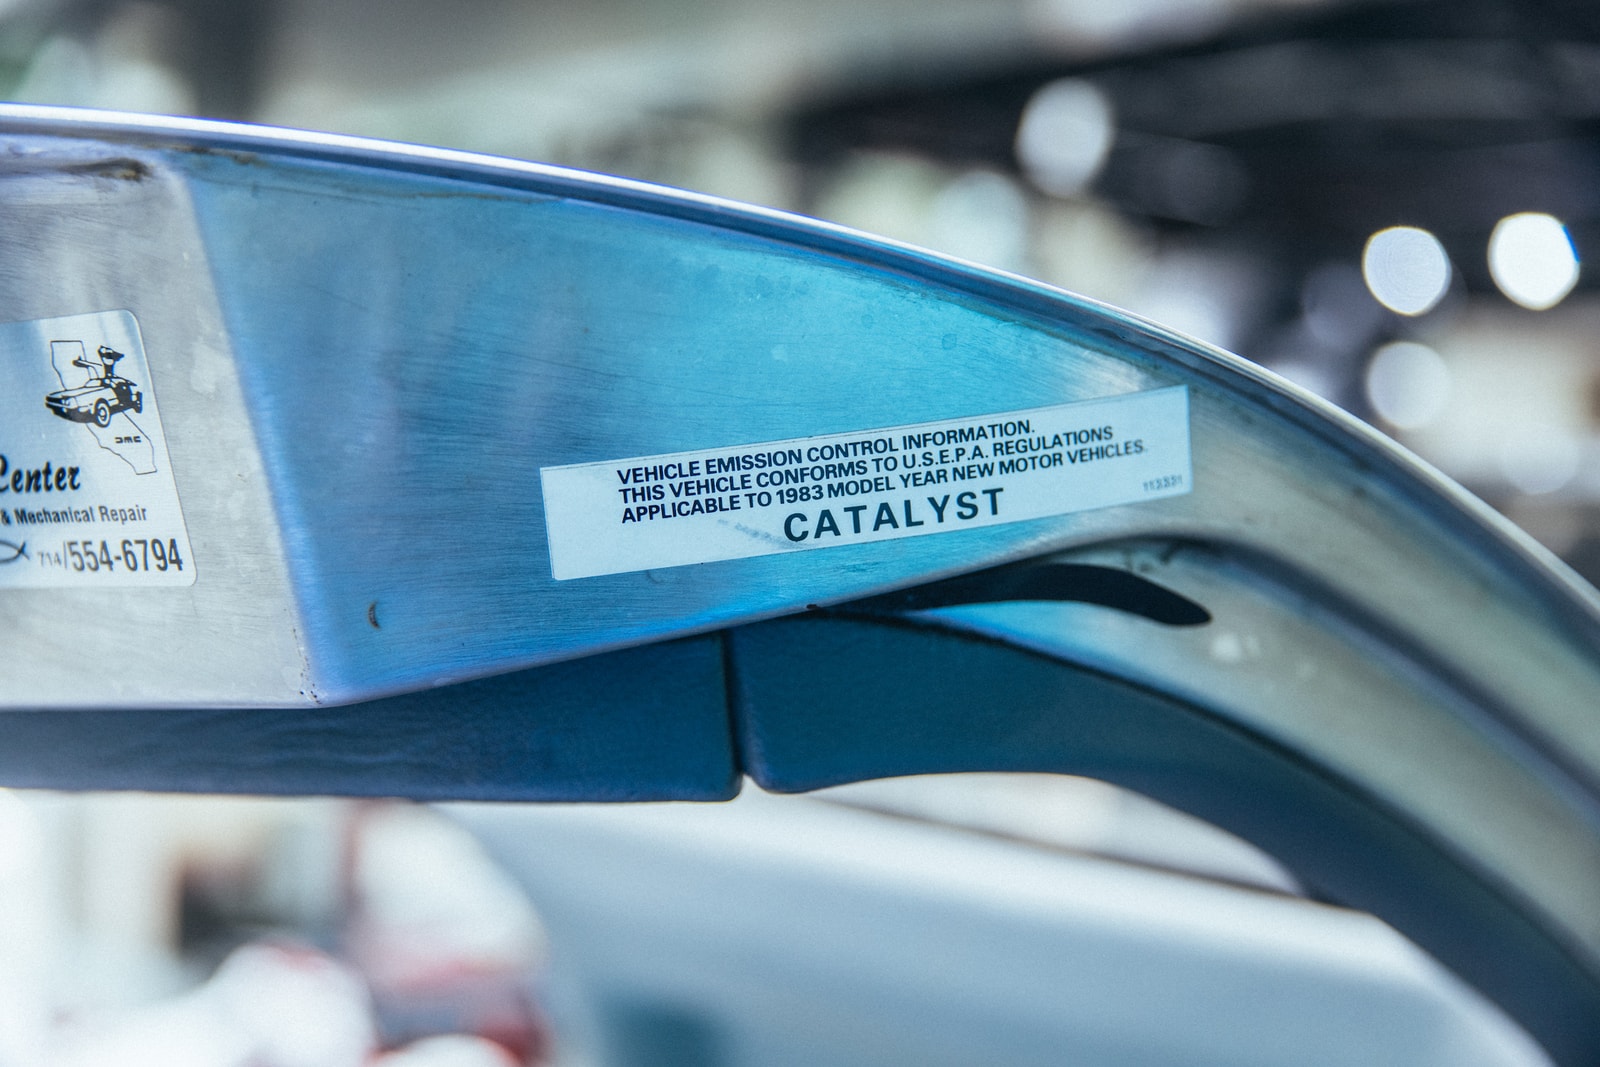 DMC
Center
& Mechanical Repair
714/554-6794
VEHICLE EMISSION CONTROL INFORMATION.
THIS VEHICLE CONFORMS TO U.S.E.P.A. REGULATIONS
APPLICABLE TO 1983 MODEL YEAR NEW MOTOR VEHICLES.
CATALYST